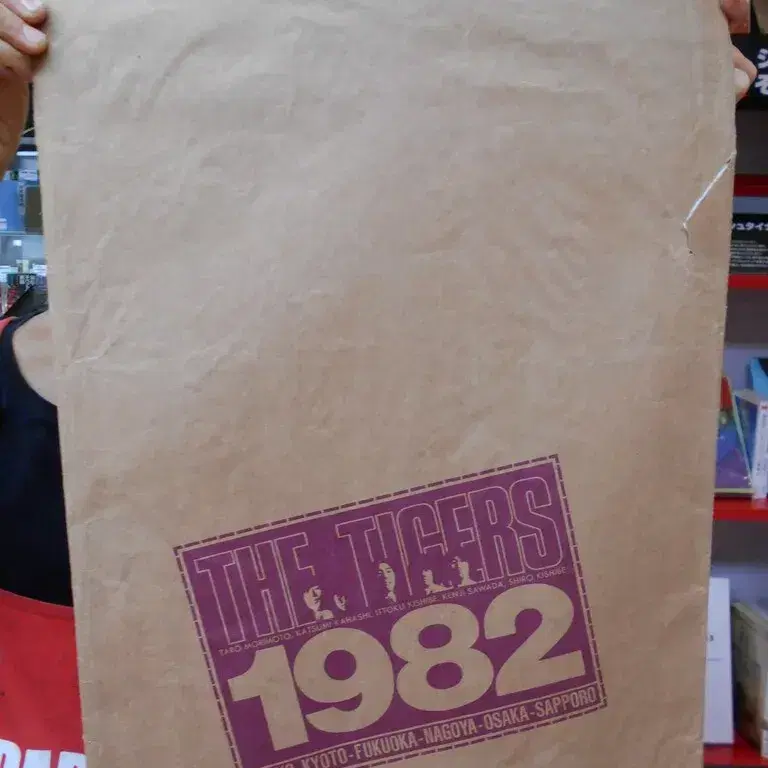 THE TIGERS
TARO MORIMOTO, KATSUMI KAHASHI, ITTOKU KISHIBE, KENJI SAWADA, SHIRO KISHIBE
1982
KYOTO-FUKUOKA-NAGOYA-OSAKA-SAPPORO